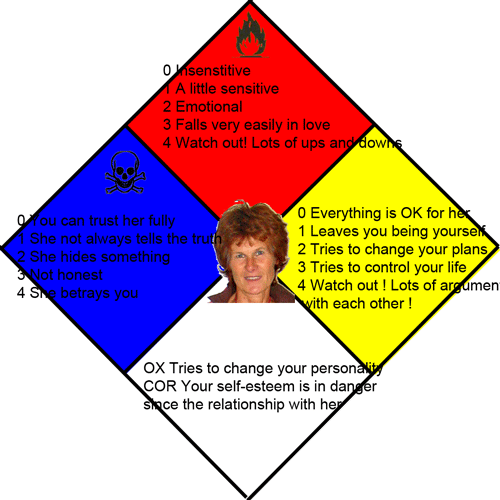 0 Insenstitive
1 A little sensitive
2 Emotional
3 Falls very easily in love
4 Watch out! Lots of ups and downs
0 You can trust her fully
1 She not always tells the truth
2 She hides something
3 Not honest
4 She betrays you
0 Everything is OK for her
1 Leaves you being yourself
2 Tries to change your plans
3 Tries to control your life
4 Watch out ! Lots of argumen
with each other !
OX Tries to change your personality
COR Your self-esteem is in danger
since the relationship with her